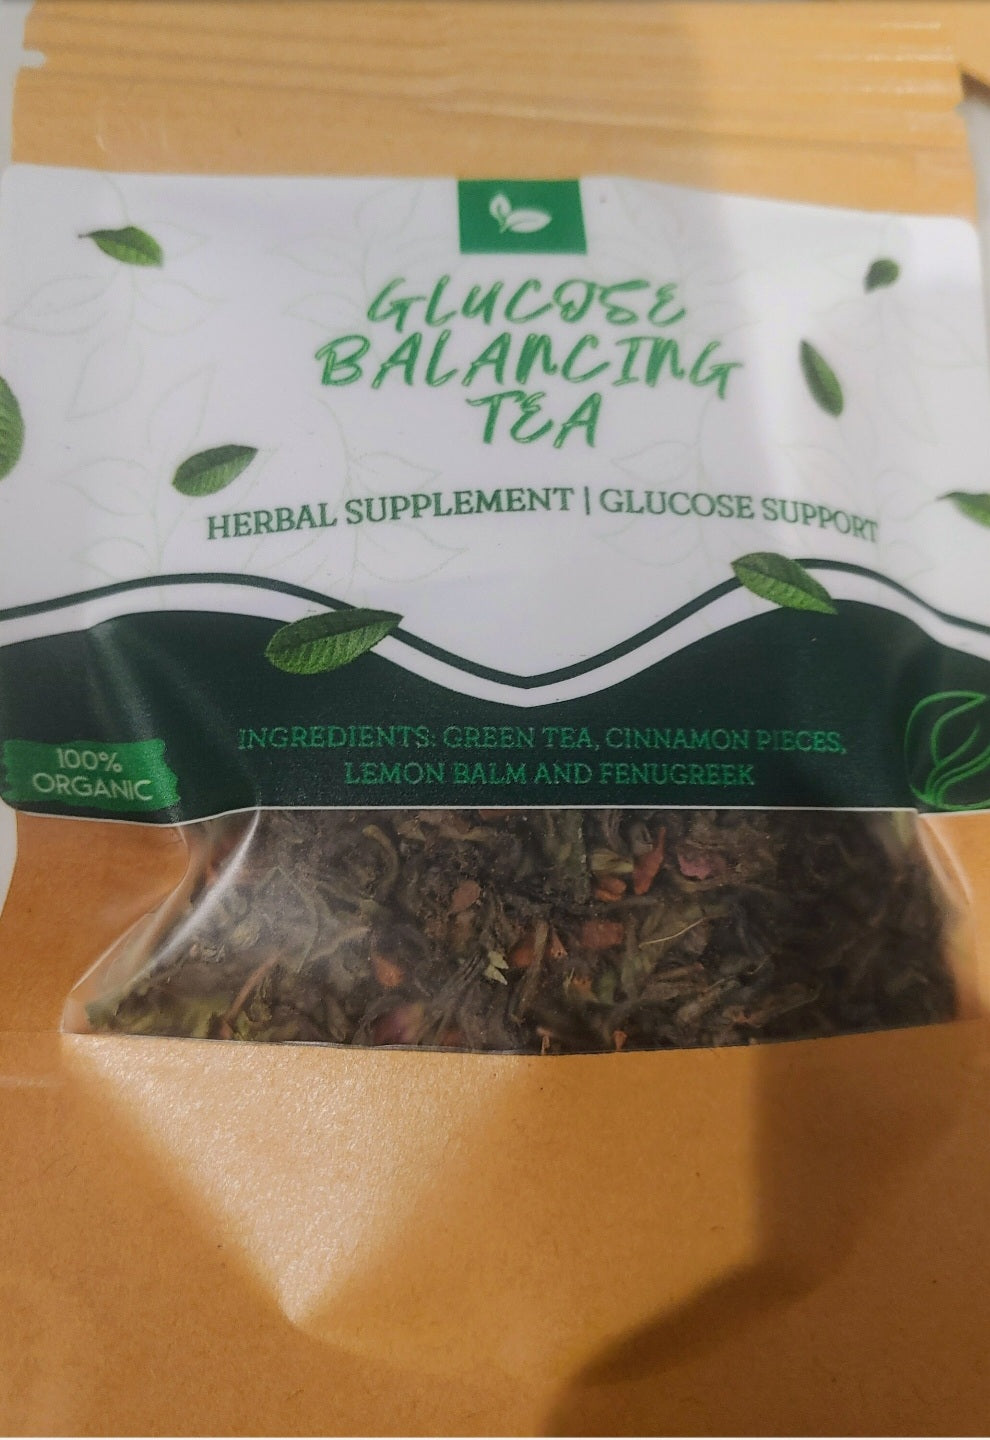 GLUCOSE
BALANCING
TEA
HERBAL SUPPLEMENT | GLUCOSE SUPPORT
INGREDIENTS: GREEN TEA, CINNAMON PIECES,
LEMON BALM AND FENUGREEK
100%
ORGANIC